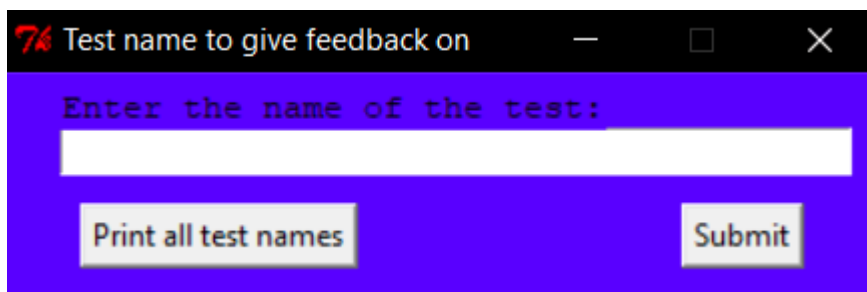 Test name to give feedback on
Enter the name of the test:
Print all test names
Submit